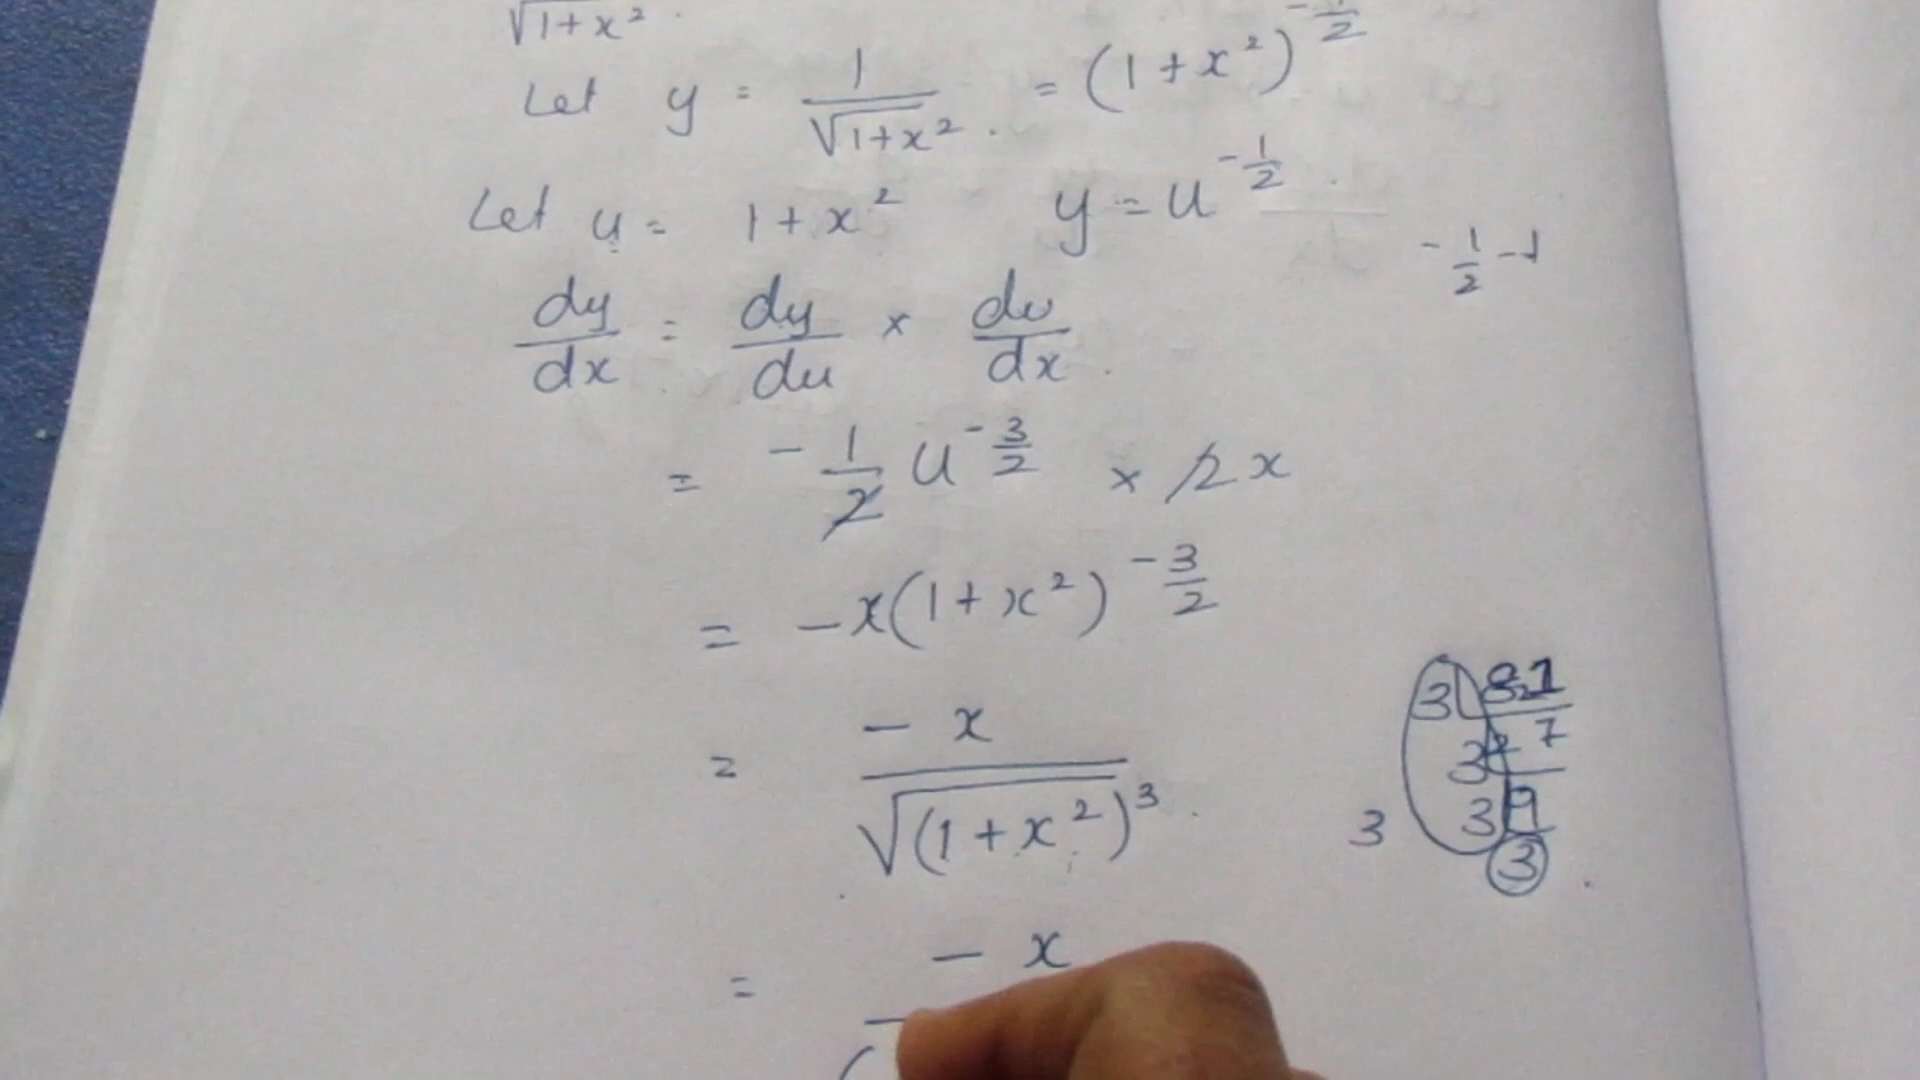 √1+x².
Let y = 1/√1+x². = (1+x²)^-1/2
Let u = 1+x² y = u^-1/2.
-1/2 -1
dy/dx = dy/du × du/dx.
= -1/2 u^-3/2 × 2x
= -x(1+x²)^-3/2
= -x/√(1+x²)³.
3 | 81
3 | 27
3 | 9
3
3
= -x
(